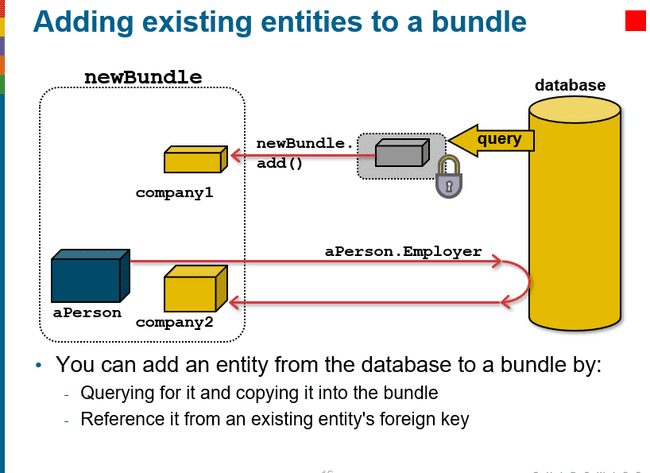 Adding existing entities to a bundle
newBundle
database
newBundle.
add()
query
company1
aPerson.Employer
aPerson
company2
• You can add an entity from the database to a bundle by:
- Querying for it and copying it into the bundle
- Reference it from an existing entity's foreign key